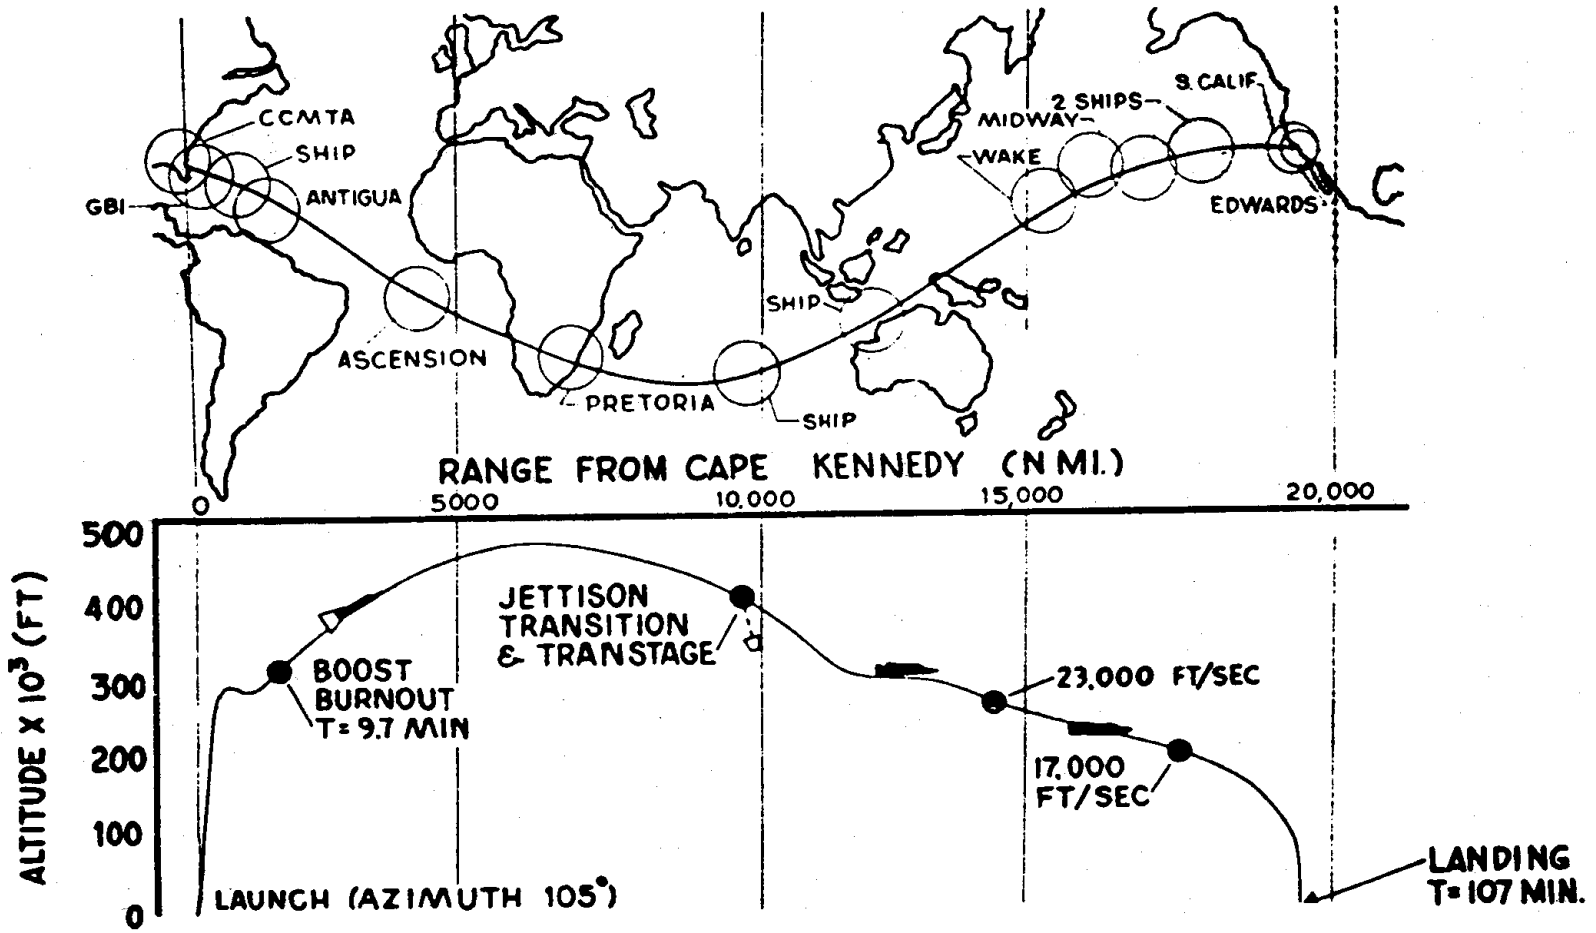 CCMTA
SHIP
GBI
ANTIGUA
ASCENSION
PRETORIA
SHIP
SHIP
WAKE
MIDWAY
2 SHIPS
S. CALIF.
EDWARDS
RANGE FROM CAPE KENNEDY (N MI.)
0 5000 10,000 15,000 20,000
ALTITUDE X 10³ (FT)
500
400
300
200
100
0
JETTISON
TRANSITION
& TRANSTAGE
BOOST
BURNOUT
T=9.7 MIN
23,000 FT/SEC
17,000
FT/SEC
LAUNCH (AZIMUTH 105°)
LANDING
T=107 MIN.